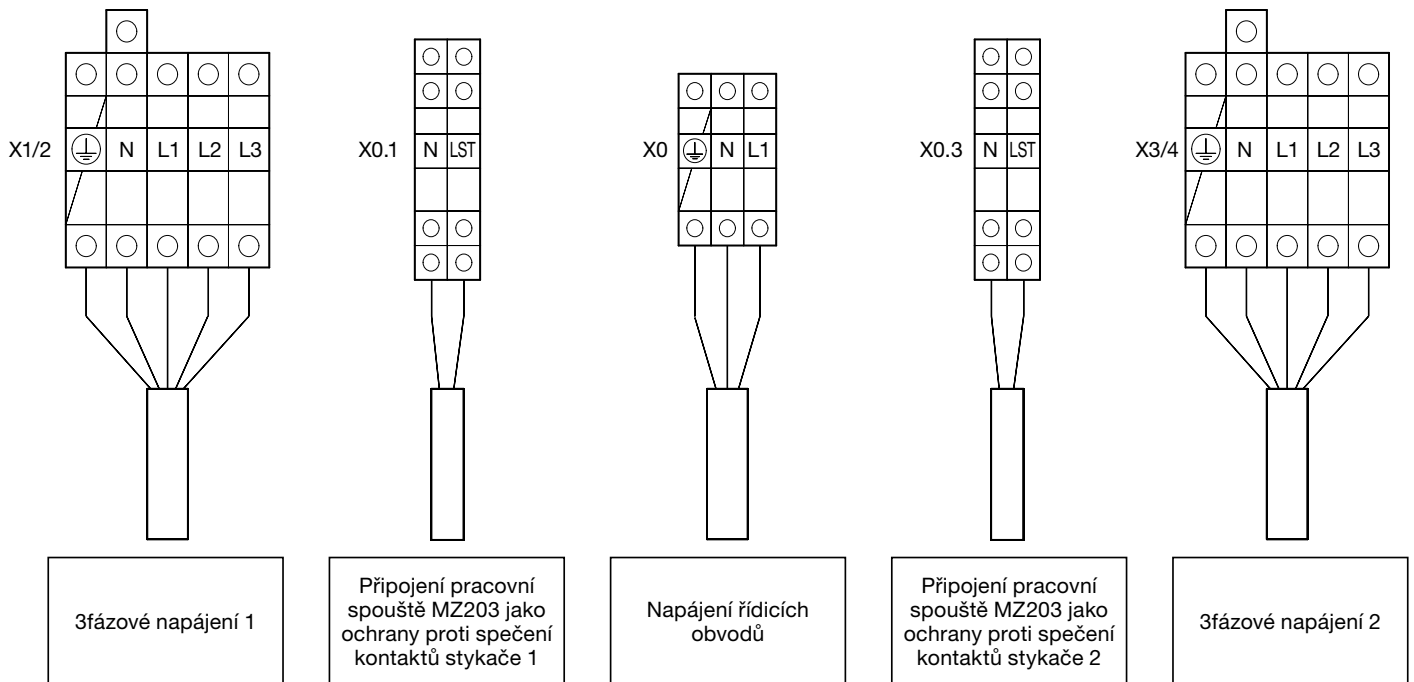 X1/2 N L1 L2 L3
X0.1 N LST
X0 N L1
X0.3 N LST
X3/4 N L1 L2 L3
3fázové napájení 1
Připojení pracovní
spouště MZ203 jako
ochrany proti spečení
kontaktů stykače 1
Napájení řídicích
obvodů
Připojení pracovní
spouště MZ203 jako
ochrany proti spečení
kontaktů stykače 2
3fázové napájení 2